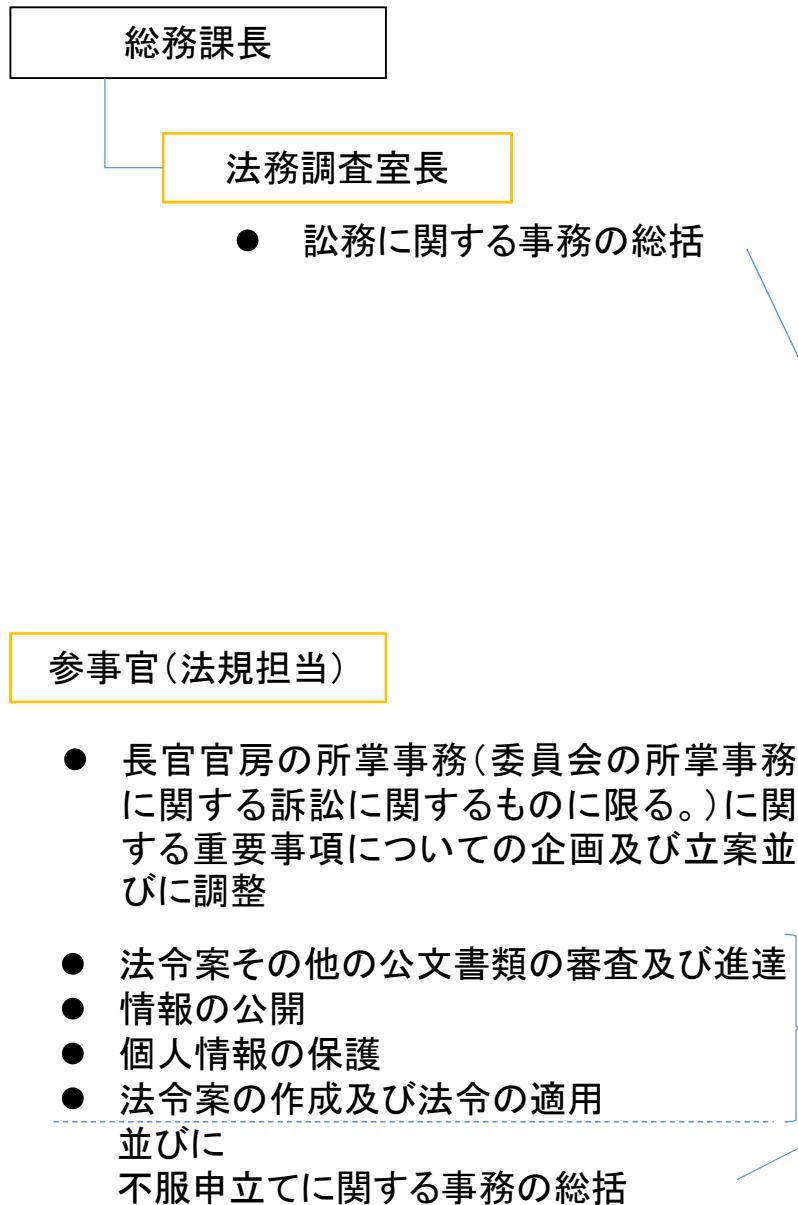 総務課長
法務調査室長
● 訟務に関する事務の総括
参事官（法規担当）
● 長官官房の所掌事務（委員会の所掌事務
に関する訴訟に関するものに限る。）に関
する重要事項についての企画及び立案並
びに調整
● 法令案その他の公文書類の審査及び進達
● 情報の公開
● 個人情報の保護
● 法令案の作成及び法令の適用
並びに
不服申立てに関する事務の総括